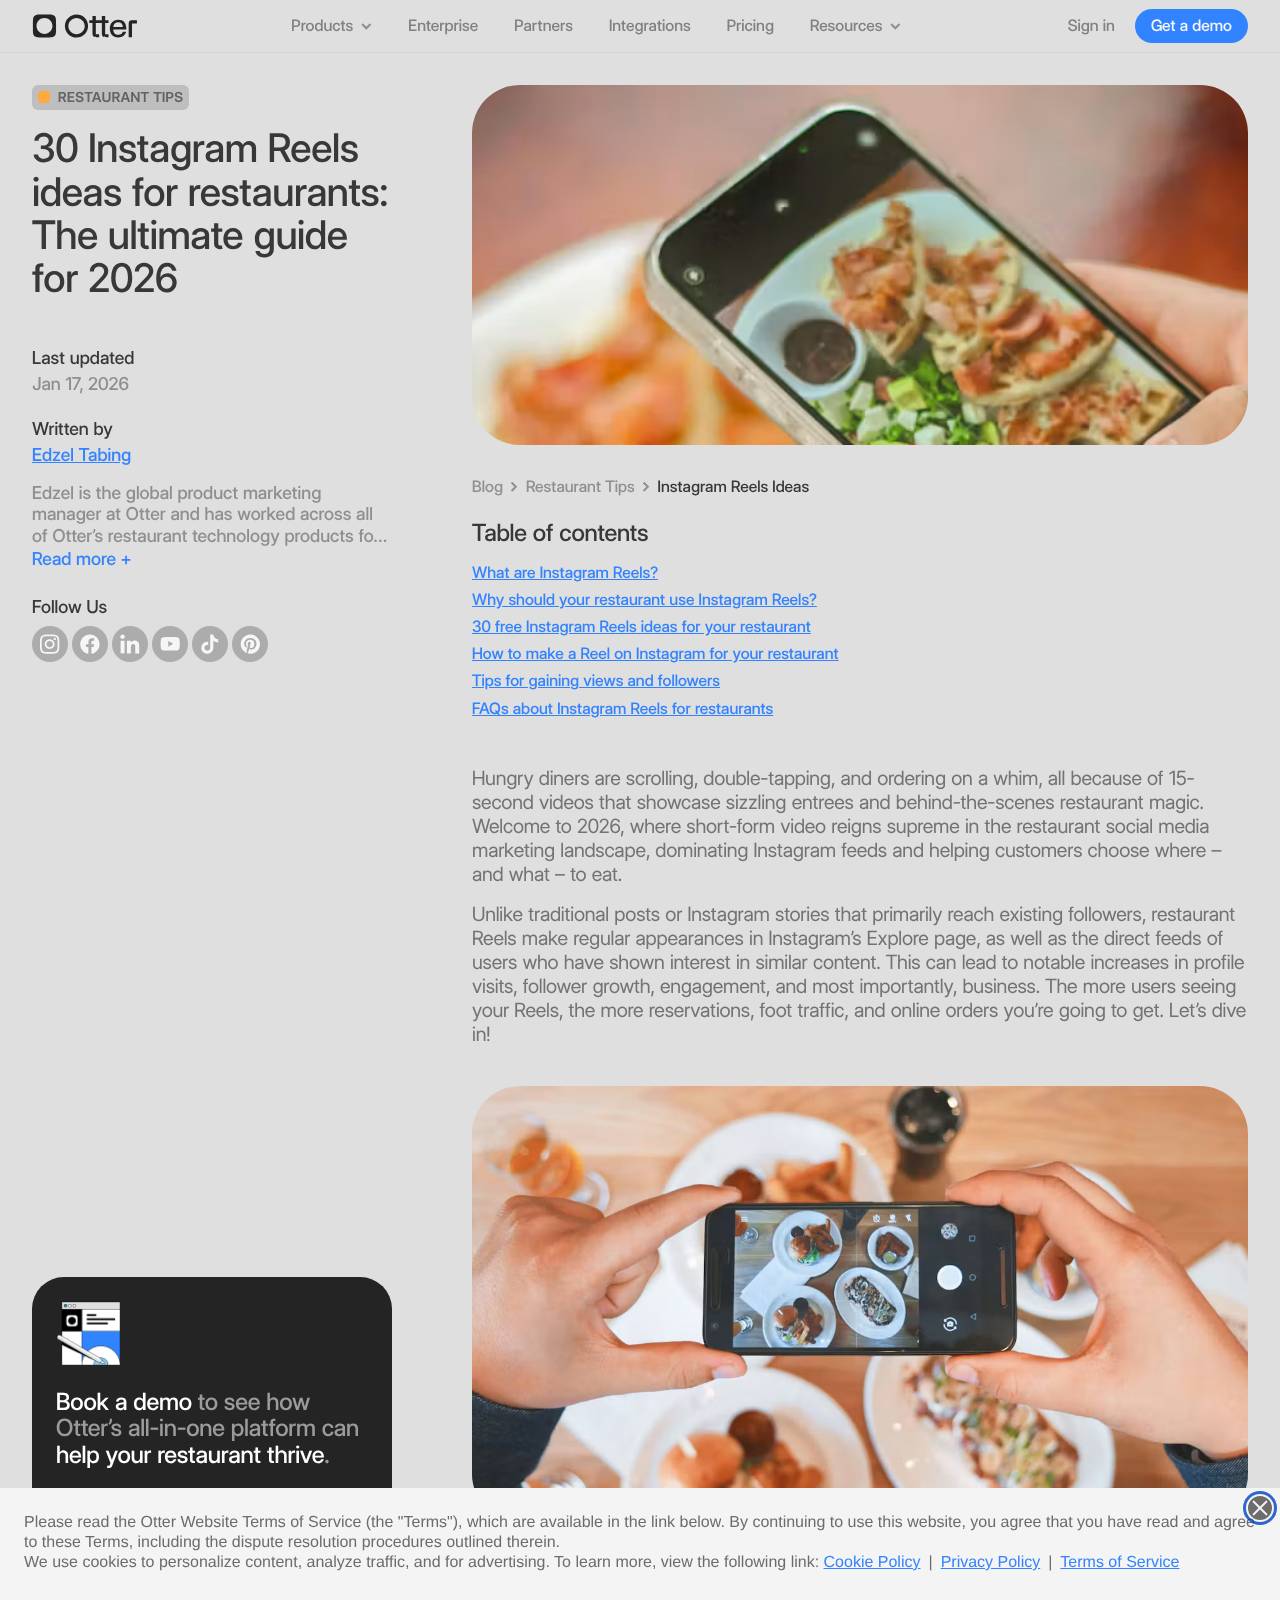 Otter
Products
Enterprise
Partners
Integrations
Pricing
Resources
Sign in
Get a demo
RESTAURANT TIPS
30 Instagram Reels
ideas for restaurants:
The ultimate guide
for 2026
Last updated
Jan 17, 2026
Written by
Edzel Tabing
Edzel is the global product marketing
manager at Otter and has worked across all
of Otter’s restaurant technology products fo...
Read more +
Follow Us
Blog > Restaurant Tips > Instagram Reels Ideas
Table of contents
What are Instagram Reels?
Why should your restaurant use Instagram Reels?
30 free Instagram Reels ideas for your restaurant
How to make a Reel on Instagram for your restaurant
Tips for gaining views and followers
FAQs about Instagram Reels for restaurants
Hungry diners are scrolling, double-tapping, and ordering on a whim, all because of 15-
second videos that showcase sizzling entrees and behind-the-scenes restaurant magic.
Welcome to 2026, where short-form video reigns supreme in the restaurant social media
marketing landscape, dominating Instagram feeds and helping customers choose where –
and what – to eat.
Unlike traditional posts or Instagram stories that primarily reach existing followers, restaurant
Reels make regular appearances in Instagram’s Explore page, as well as the direct feeds of
users who have shown interest in similar content. This can lead to notable increases in profile
visits, follower growth, engagement, and most importantly, business. The more users seeing
your Reels, the more reservations, foot traffic, and online orders you’re going to get. Let’s dive
in!
Book a demo to see how
Otter’s all-in-one platform can
help your restaurant thrive.
Please read the Otter Website Terms of Service (the "Terms"), which are available in the link below. By continuing to use this website, you agree that you have read and agree
to these Terms, including the dispute resolution procedures outlined therein.
We use cookies to personalize content, analyze traffic, and for advertising. To learn more, view the following link: Cookie Policy | Privacy Policy | Terms of Service